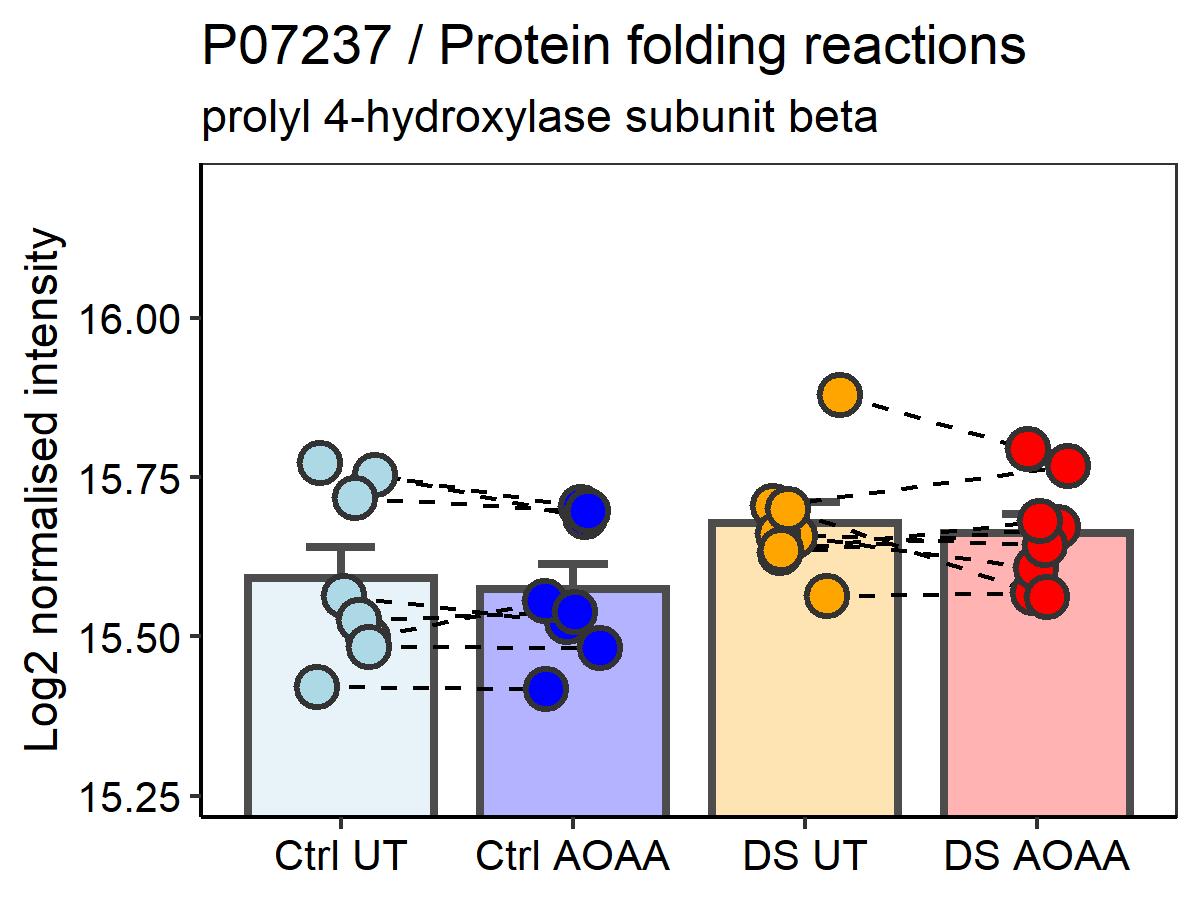 P07237 / Protein folding reactions
prolyl 4-hydroxylase subunit beta
Log2 normalised intensity
16.00
15.75
15.50
15.25
Ctrl UT
Ctrl AOAA
DS UT
DS AOAA